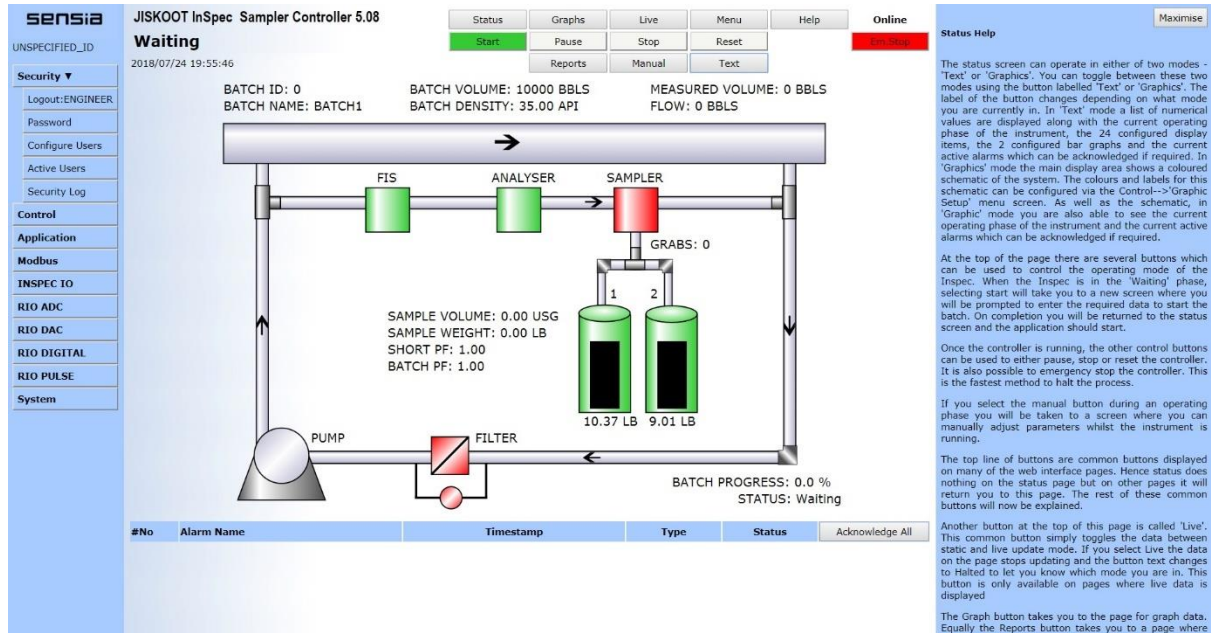 sensia
UNSPECIFIED_ID
Security ▼
Logout:ENGINEER
Password
Configure Users
Active Users
Security Log
Control
Application
Modbus
INSPEC IO
RIO ADC
RIO DAC
RIO DIGITAL
RIO PULSE
System
JISKOOT InSpec Sampler Controller 5.08
Waiting
2018/07/24 19:55:46
Status Graphs Live Menu Help Online
Start Pause Stop Reset Em.Stop
Reports Manual Text
BATCH ID: 0 BATCH VOLUME: 10000 BBLS MEASURED VOLUME: 0 BBLS
BATCH NAME: BATCH1 BATCH DENSITY: 35.00 API FLOW: 0 BBLS
FIS ANALYSER SAMPLER
GRABS: 0
1 2
SAMPLE VOLUME: 0.00 USG
SAMPLE WEIGHT: 0.00 LB
SHORT PF: 1.00
BATCH PF: 1.00
10.37 LB 9.01 LB
PUMP FILTER
BATCH PROGRESS: 0.0 %
STATUS: Waiting
#No Alarm Name Timestamp Type Status Acknowledge All
Maximise
Status Help
The status screen can operate in either of two modes -
'Text' or 'Graphics'. You can toggle between these two
modes using the button labelled 'Text' or 'Graphics'. The
label of the button changes depending on what mode
you are currently in. In 'Text' mode a list of numerical
values are displayed along with the current operating
phase of the instrument, the 24 configured display
items, the 2 configured bar graphs and the current
active alarms which can be acknowledged if required. In
'Graphics' mode the main display area shows a coloured
schematic of the system. The colours and labels for this
schematic can be configured via the Control-->'Graphic
Setup' menu screen. As well as the schematic, in
'Graphic' mode you are also able to see the current
operating phase of the instrument and the current active
alarms which can be acknowledged if required.
At the top of the page there are several buttons which
can be used to control the operating mode of the
Inspec. When the Inspec is in the 'Waiting' phase,
selecting start will take you to a new screen where you
will be prompted to enter the required data to start the
batch. On completion you will be returned to the status
screen and the application should start.
Once the controller is running, the other control buttons
can be used to either pause, stop or reset the controller.
It is also possible to emergency stop the controller. This
is the fastest method to halt the process.
If you select the manual button during an operating
phase you will be taken to a screen where you can
manually adjust parameters whilst the instrument is
running.
The top line of buttons are common buttons displayed
on many of the web interface pages. Hence status does
nothing on the status page but on other pages it will
return you to this page. The rest of these common
buttons will now be explained.
Another button at the top of this page is called 'Live'.
This common button simply toggles the data between
static and live update mode. If you select Live the data
on the page stops updating and the button text changes
to Halted to let you know which mode you are in. This
button is only available on pages where live data is
displayed
The Graph button takes you to the page for graph data.
Equally the Reports button takes you to a page where